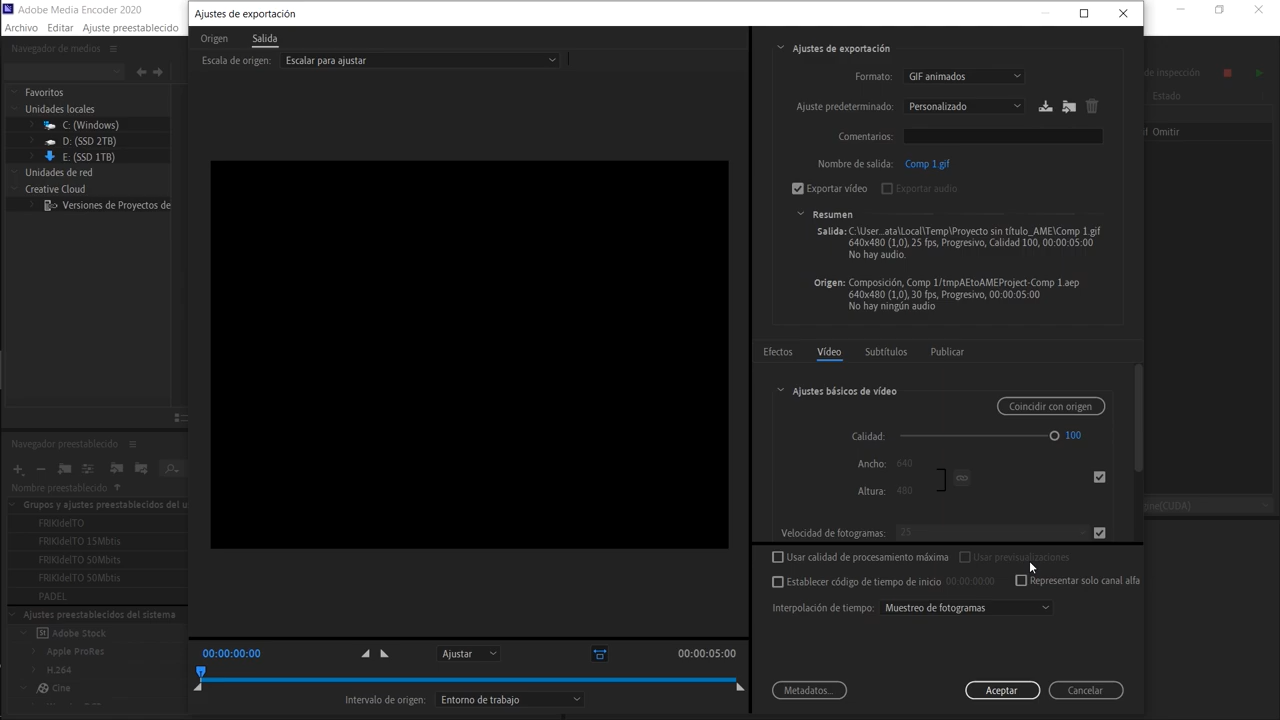 Adobe Media Encoder 2020
Archivo Editar Ajuste preestablecido
Navegador de medios
Favoritos
Unidades locales
C: (Windows)
D: (SSD 2TB)
E: (SSD 1TB)
Unidades de red
Creative Cloud
Versiones de Proyectos de
Navegador preestablecido
Nombre preestablecido
Grupos y ajustes preestablecidos del u
FRIKIdelTO
FRIKIdelTO 15Mbtis
FRIKIdelTO 50Mbtis
FRIKIdelTO 50Mbtis
PADEL
Ajustes preestablecidos del sistema
St Adobe Stock
Apple ProRes
H.264
Cine
Ajustes de exportación
Origen Salida
Escala de origen: Escalar para ajustar
00:00:00:00 Ajustar 00:00:05:00
Intervalo de origen: Entorno de trabajo
Ajustes de exportación
Formato: GIF animados
Ajuste predeterminado: Personalizado
Comentarios:
Nombre de salida: Comp 1.gif
Exportar vídeo Exportar audio
Resumen
Salida: C:\User...ata\Local\Temp\Proyecto sin título_AME\Comp 1.gif
640x480 (1,0), 25 fps, Progresivo, Calidad 100, 00:00:05:00
No hay audio.
Origen: Composición, Comp 1/tmpAEtoAMEProject-Comp 1.aep
640x480 (1,0), 30 fps, Progresivo, 00:00:05:00
No hay ningún audio
Efectos Vídeo Subtítulos Publicar
Ajustes básicos de vídeo
Coincidir con origen
Calidad: 100
Ancho: 640
Altura: 480
Velocidad de fotogramas: 25
Usar calidad de procesamiento máxima Usar previsualizaciones
Establecer código de tiempo de inicio 00:00:00:00 Representar solo canal alfa
Interpolación de tiempo: Muestreo de fotogramas
Metadatos... Aceptar Cancelar
de inspección
Estado
Omitir
(CUDA)